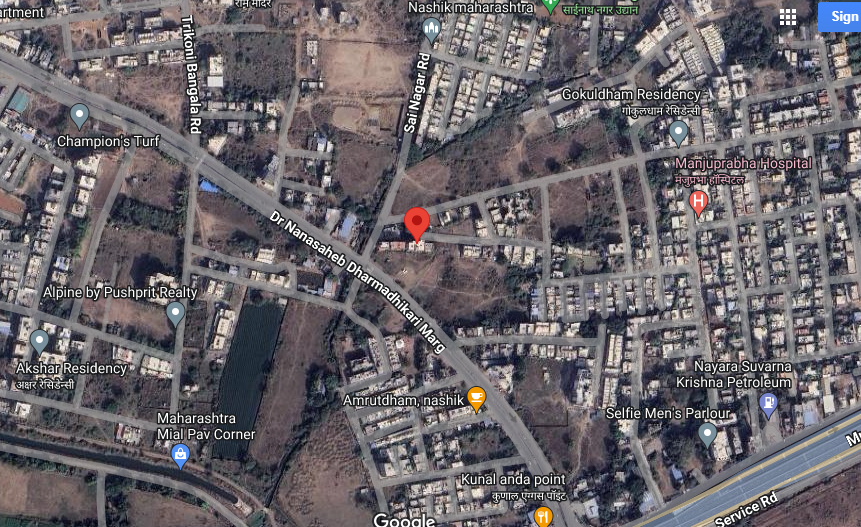 artment
राम मंदिर
Nashik maharashtra
साईनाथ नगर उद्यान
Sign
Trikoni Bangala Rd
Sai Nagar Rd
Gokuldham Residency -
गोकुलधाम रेसिडेन्सी
Champion's Turf
Manjuprabha Hospital
मंजुप्रभा हॉस्पिटल
Dr Nanasaheb Dharmadhikari Marg
Alpine by Pushprit Realty
Akshar Residency
अक्षर रेसिडेन्सी
Nayara Suvarna
Krishna Petroleum
Amrutdham, nashik
Selfie Men's Parlour
Maharashtra
Mial Pav Corner
Kunal anda point
कुणाल एग्गस पॉइंट
Service Rd
Google